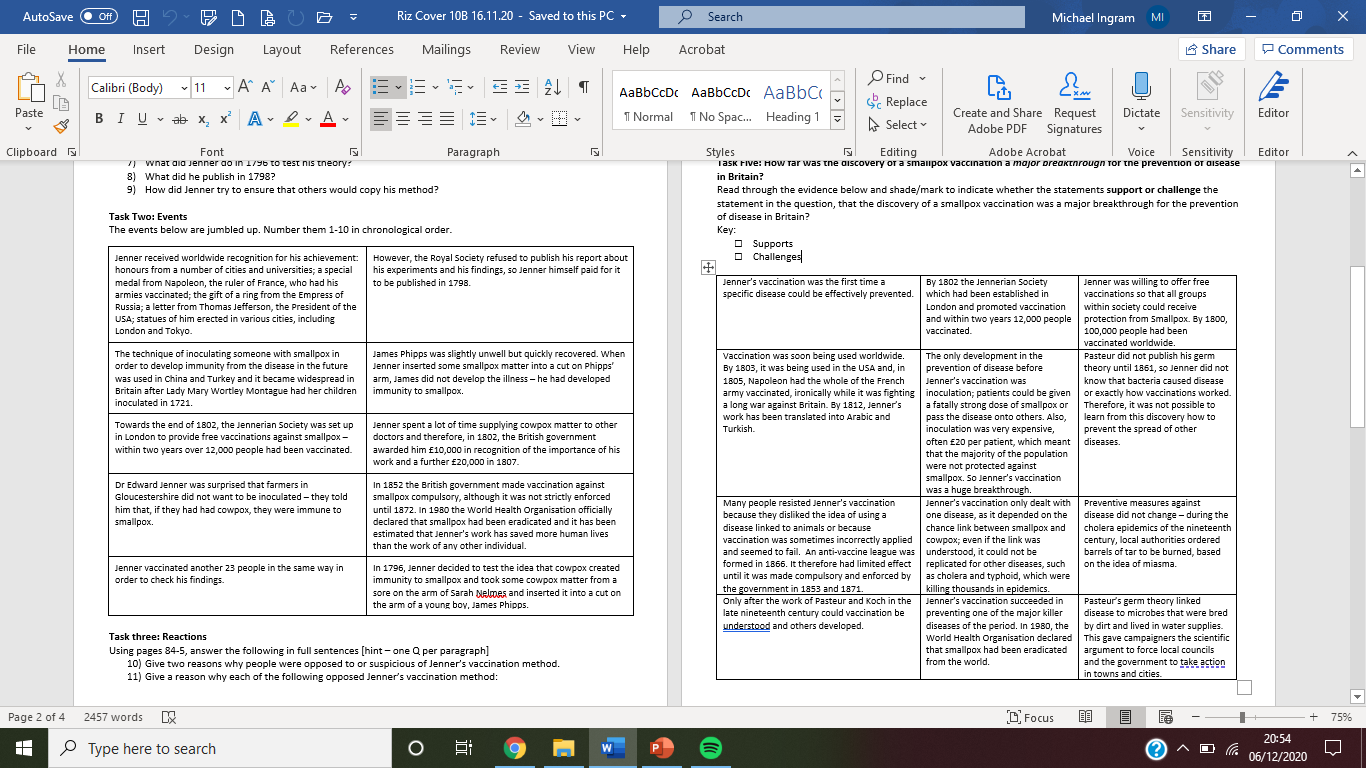 AutoSave Off Riz Cover 10B 16.11.20 - Saved to this PC Search Michael Ingram MI
File Home Insert Design Layout References Mailings Review View Help Acrobat Share Comments
Paste
Clipboard
Calibri (Body) 11
Font
Paragraph
AaBbCcDc AaBbCcDc AaBbCc
¶ Normal ¶ No Spac... Heading 1
Styles
Find
Replace
Select
Editing
Create and Share
Adobe PDF
Request
Signatures
Adobe Acrobat
Dictate
Voice
Sensitivity
Sensitivity
Editor
Editor
7) What did Jenner do in 1796 to test his theory?
8) What did he publish in 1798?
9) How did Jenner try to ensure that others would copy his method?
Task Two: Events
The events below are jumbled up. Number them 1-10 in chronological order.
Jenner received worldwide recognition for his achievement:
honours from a number of cities and universities; a special
medal from Napoleon, the ruler of France, who had his
armies vaccinated; the gift of a ring from the Empress of
Russia; a letter from Thomas Jefferson, the President of the
USA; statues of him erected in various cities, including
London and Tokyo.
However, the Royal Society refused to publish his report about
his experiments and his findings, so Jenner himself paid for it
to be published in 1798.
The technique of inoculating someone with smallpox in
order to develop immunity from the disease in the future
was used in China and Turkey and it became widespread in
Britain after Lady Mary Wortley Montague had her children
inoculated in 1721.
James Phipps was slightly unwell but quickly recovered. When
Jenner inserted some smallpox matter into a cut on Phipps'
arm, James did not develop the illness – he had developed
immunity to smallpox.
Towards the end of 1802, the Jennerian Society was set up
in London to provide free vaccinations against smallpox –
within two years over 12,000 people had been vaccinated.
Jenner spent a lot of time supplying cowpox matter to other
doctors and therefore, in 1802, the British government
awarded him £10,000 in recognition of the importance of his
work and a further £20,000 in 1807.
Dr Edward Jenner was surprised that farmers in
Gloucestershire did not want to be inoculated – they told
him that, if they had had cowpox, they were immune to
smallpox.
In 1852 the British government made vaccination against
smallpox compulsory, although it was not strictly enforced
until 1872. In 1980 the World Health Organisation officially
declared that smallpox had been eradicated and it has been
estimated that Jenner's work has saved more human lives
than the work of any other individual.
Jenner vaccinated another 23 people in the same way in
order to check his findings.
In 1796, Jenner decided to test the idea that cowpox created
immunity to smallpox and took some cowpox matter from a
sore on the arm of Sarah Nelmes and inserted it into a cut on
the arm of a young boy, James Phipps.
Task three: Reactions
Using pages 84-5, answer the following in full sentences [hint – one Q per paragraph]
10) Give two reasons why people were opposed to or suspicious of Jenner's vaccination method.
11) Give a reason why each of the following opposed Jenner's vaccination method:
Task Five: How far was the discovery of a smallpox vaccination a major breakthrough for the prevention of disease
in Britain?
Read through the evidence below and shade/mark to indicate whether the statements support or challenge the
statement in the question, that the discovery of a smallpox vaccination was a major breakthrough for the prevention
of disease in Britain?
Key:
Supports
Challenges
Jenner's vaccination was the first time a
specific disease could be effectively prevented.
By 1802 the Jennerian Society
which had been established in
London and promoted vaccination
and within two years 12,000 people
vaccinated.
Jenner was willing to offer free
vaccinations so that all groups
within society could receive
protection from Smallpox. By 1800,
100,000 people had been
vaccinated worldwide.
Vaccination was soon being used worldwide.
By 1803, it was being used in the USA and, in
1805, Napoleon had the whole of the French
army vaccinated, ironically while it was fighting
a long war against Britain. By 1812, Jenner's
work has been translated into Arabic and
Turkish.
The only development in the
prevention of disease before
Jenner's vaccination was
inoculation; patients could be given
a fatally strong dose of smallpox or
pass the disease onto others. Also,
inoculation was very expensive,
often £20 per patient, which meant
that the majority of the population
were not protected against
smallpox. So Jenner's vaccination
was a huge breakthrough.
Pasteur did not publish his germ
theory until 1861, so Jenner did not
know that bacteria caused disease
or exactly how vaccinations worked.
Therefore, it was not possible to
learn from this discovery how to
prevent the spread of other
diseases.
Many people resisted Jenner's vaccination
because they disliked the idea of using a
disease linked to animals or because
vaccination was sometimes incorrectly applied
and seemed to fail. An anti-vaccine league was
formed in 1866. It therefore had limited effect
until it was made compulsory and enforced by
the government in 1853 and 1871.
Jenner's vaccination only dealt with
one disease, as it depended on the
chance link between smallpox and
cowpox; even if the link was
understood, it could not be
replicated for other diseases, such
as cholera and typhoid, which were
killing thousands in epidemics.
Preventive measures against
disease did not change – during the
cholera epidemics of the nineteenth
century, local authorities ordered
barrels of tar to be burned, based
on the idea of miasma.
Only after the work of Pasteur and Koch in the
late nineteenth century could vaccination be
understood and others developed.
Jenner's vaccination succeeded in
preventing one of the major killer
diseases of the period. In 1980, the
World Health Organisation declared
that smallpox had been eradicated
from the world.
Pasteur's germ theory linked
disease to microbes that were bred
by dirt and lived in water supplies.
This gave campaigners the scientific
argument to force local councils
and the government to take action
in towns and cities.
Page 2 of 4 2457 words Focus 75%
Type here to search 20:54
06/12/2020